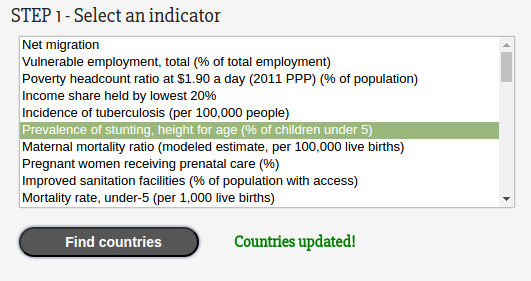 STEP 1 - Select an indicator
Net migration
Vulnerable employment, total (% of total employment)
Poverty headcount ratio at $1.90 a day (2011 PPP) (% of population)
Income share held by lowest 20%
Incidence of tuberculosis (per 100,000 people)
Prevalence of stunting, height for age (% of children under 5)
Maternal mortality ratio (modeled estimate, per 100,000 live births)
Pregnant women receiving prenatal care (%)
Improved sanitation facilities (% of population with access)
Mortality rate, under-5 (per 1,000 live births)
Find countries Countries updated!